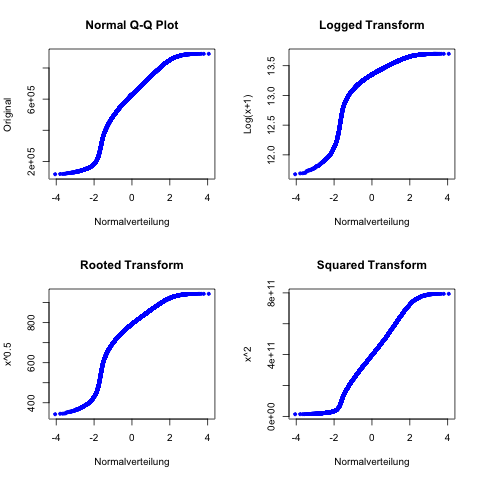 Normal Q-Q Plot
Original
2e+05
6e+05
-4 -2 0 2 4
Normalverteilung
Logged Transform
Log(x+1)
12.0
12.5
13.0
13.5
-4 -2 0 2 4
Normalverteilung
Rooted Transform
x^0.5
400
600
800
-4 -2 0 2 4
Normalverteilung
Squared Transform
x^2
0e+00
4e+11
8e+11
-4 -2 0 2 4
Normalverteilung